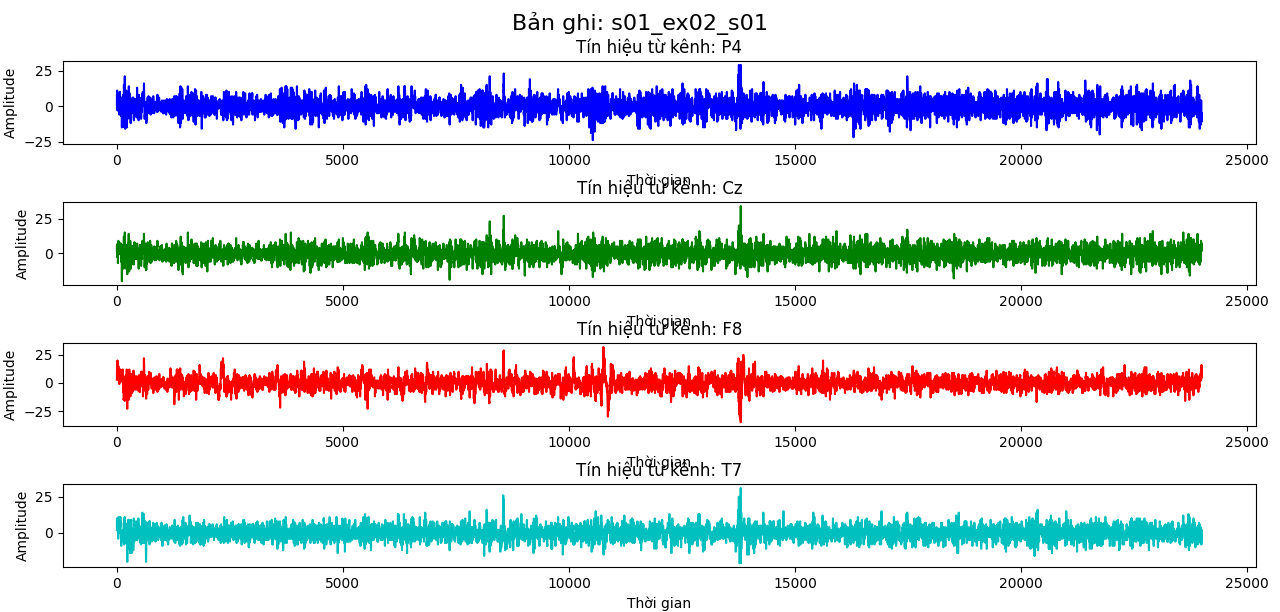 Bản ghi: s01_ex02_s01
Tín hiệu từ kênh: P4
Amplitude
25
0
−25
0 5000 10000 15000 20000 25000
Thời gian
Tín hiệu từ kênh: Cz
Amplitude
25
0
0 5000 10000 15000 20000 25000
Thời gian
Tín hiệu từ kênh: F8
Amplitude
25
0
−25
0 5000 10000 15000 20000 25000
Thời gian
Tín hiệu từ kênh: T7
Amplitude
25
0
0 5000 10000 15000 20000 25000
Thời gian